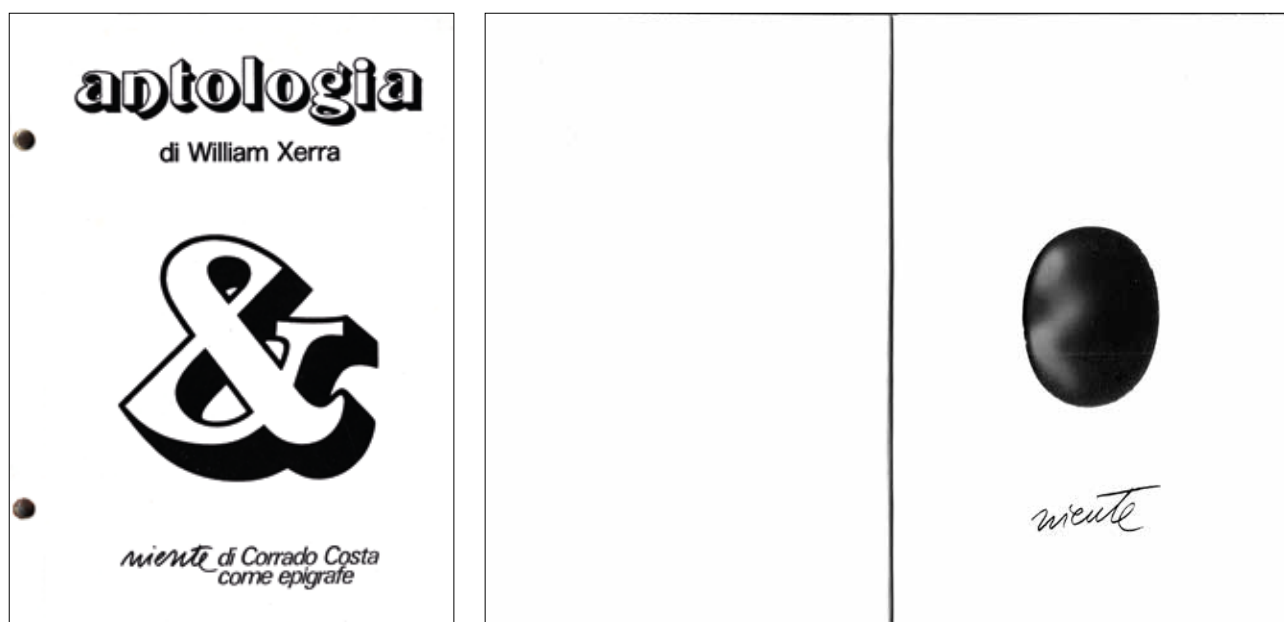 antologia
di William Xerra
&
niente di Corrado Costa
come epigrafe
niente